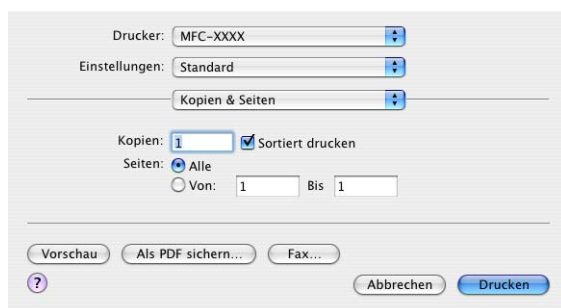 Drucker: MFC-XXXX
Einstellungen: Standard
Kopien & Seiten
Kopien: 1 Sortiert drucken
Seiten: Alle
Von: 1 Bis 1
Vorschau Als PDF sichern... Fax...
? Abbrechen Drucken